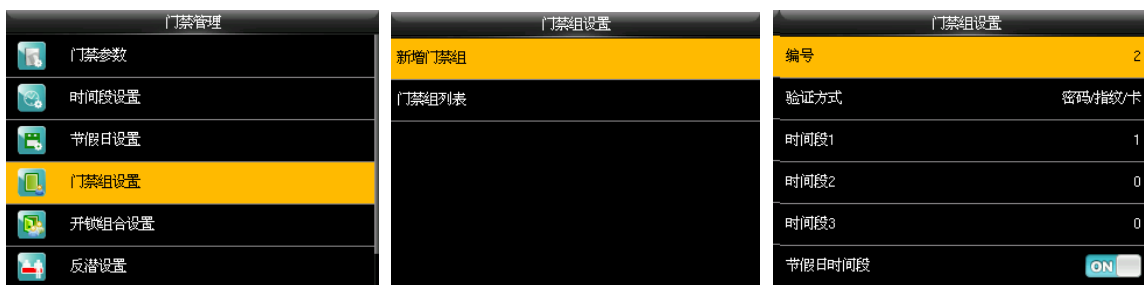 门禁管理
门禁参数
时间段设置
节假日设置
门禁组设置
开锁组合设置
反潜设置
门禁组设置
新增门禁组
门禁组列表
门禁组设置
编号 2
验证方式 密码/指纹/卡
时间段1 1
时间段2 0
时间段3 0
节假日时间段 ON